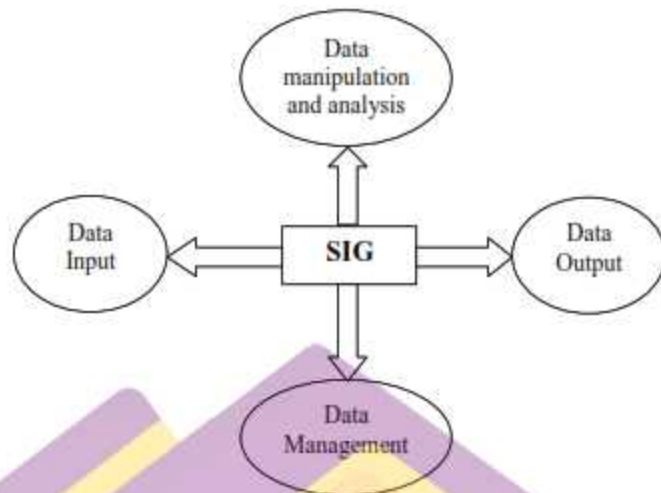 Data
manipulation
and analysis
Data
Input
SIG
Data
Output
Data
Management